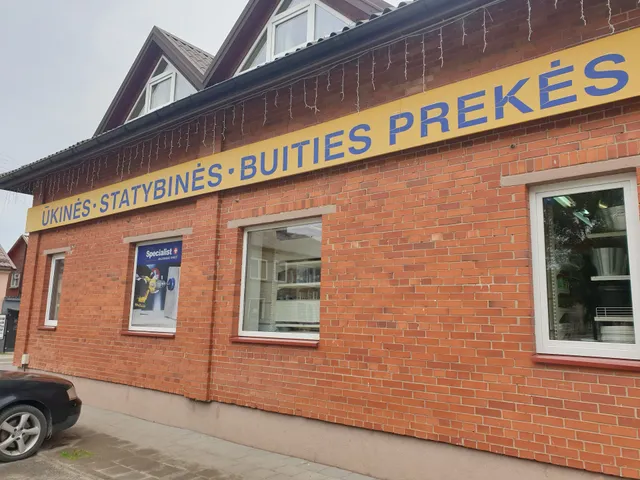 ŪKINĖS · STATYBINĖS · BUITIES PREKĖS
Specialist